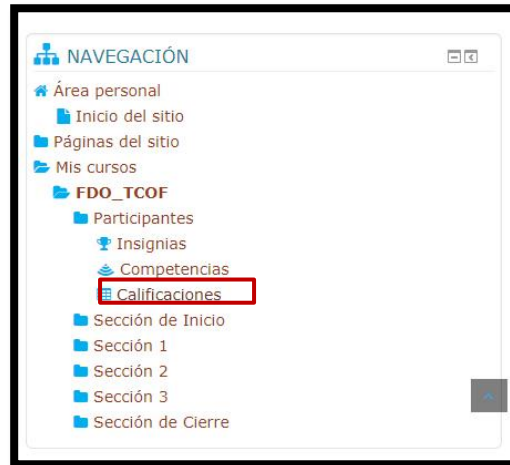 NAVEGACIÓN
Área personal
Inicio del sitio
Páginas del sitio
Mis cursos
FDO_TCOF
Participantes
Insignias
Competencias
Calificaciones
Sección de Inicio
Sección 1
Sección 2
Sección 3
Sección de Cierre